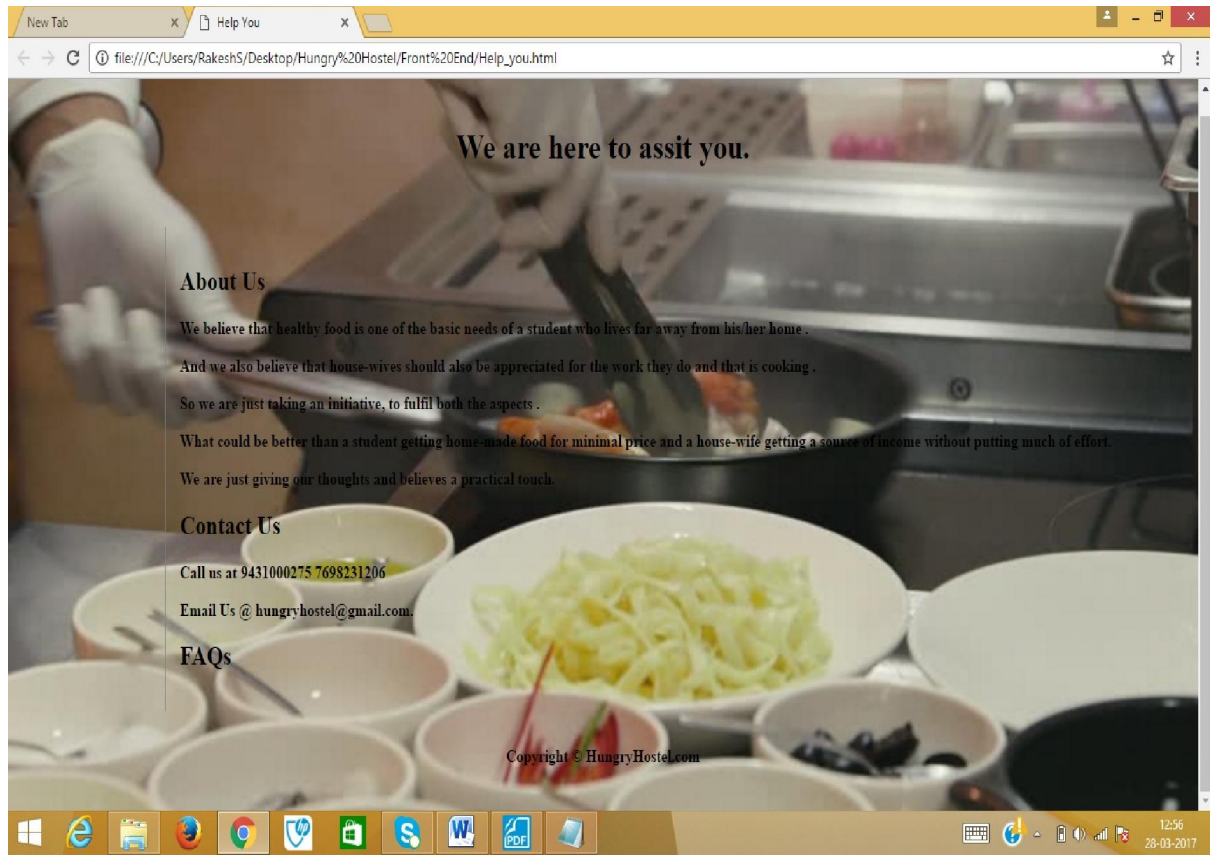 New Tab
Help You
file:///C:/Users/RakeshS/Desktop/Hungry%20Hostel/Front%20End/Help_you.html
We are here to assit you.
About Us
We believe that healthy food is one of the basic needs of a student who lives far away from his/her home .
And we also believe that house-wives should also be appreciated for the work they do and that is cooking .
So we are just taking an initiative, to fulfil both the aspects .
What could be better than a student getting home-made food for minimal price and a house-wife getting a source of income without putting much of effort.
We are just giving our thoughts and believes a practical touch.
Contact Us
Call us at 9431000275 7698231206
Email Us @ hungryhostel@gmail.com.
FAQs
Copyright © HungryHostel.com
12:56
28-03-2017